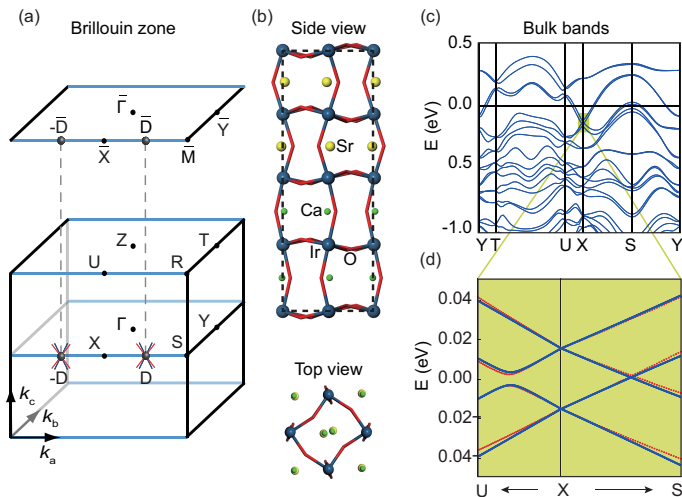 (a)
Brillouin zone
Γ̄
-D̄
D̄
Ȳ
X̄
M̄
Z
T
U
R
Γ
Y
X
S
-D
D
k_c
k_b
k_a
(b)
Side view
Sr
Ca
Ir
O
Top view
(c)
Bulk bands
0.5
0.0
0.5
-1.0
E (eV)
Y T U X S Y
(d)
0.04
0.02
0.00
0.02
0.04
E (eV)
U ← X → S